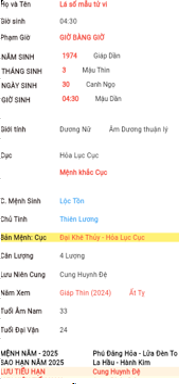 Họ và Tên Lá số mẫu tử vi
Giờ sinh 04:30
Phạm Giờ GIỜ BÀNG GIỜ
NĂM SINH 1974 Giáp Dần
THÁNG SINH 3 Mậu Thìn
NGÀY SINH 30 Canh Ngọ
GIỜ SINH 04:30 Mậu Dần
Giới tính Dương Nữ Âm Dương thuận lý
Cục Hỏa Lục Cục
Mệnh khắc Cục
C. Mệnh Sinh Lộc Tồn
Chủ Tinh Thiên Lương
Bản Mệnh: Cục Đại Khê Thủy - Hỏa Lục Cục
Cân Lượng 4 Lượng
Lưu Niên Cung Cung Huynh Đệ
Năm Xem Giáp Thìn (2024) Ất Tỵ
Tuổi Âm Nam 33
Tuổi Đại Vận 24
MỆNH NĂM - 2025 Phú Đăng Hỏa - Lửa Đèn To
SAO HẠN NĂM 2025 La Hầu - Hành Kim
LƯU TIỂU HẠN Cung Huynh Đệ